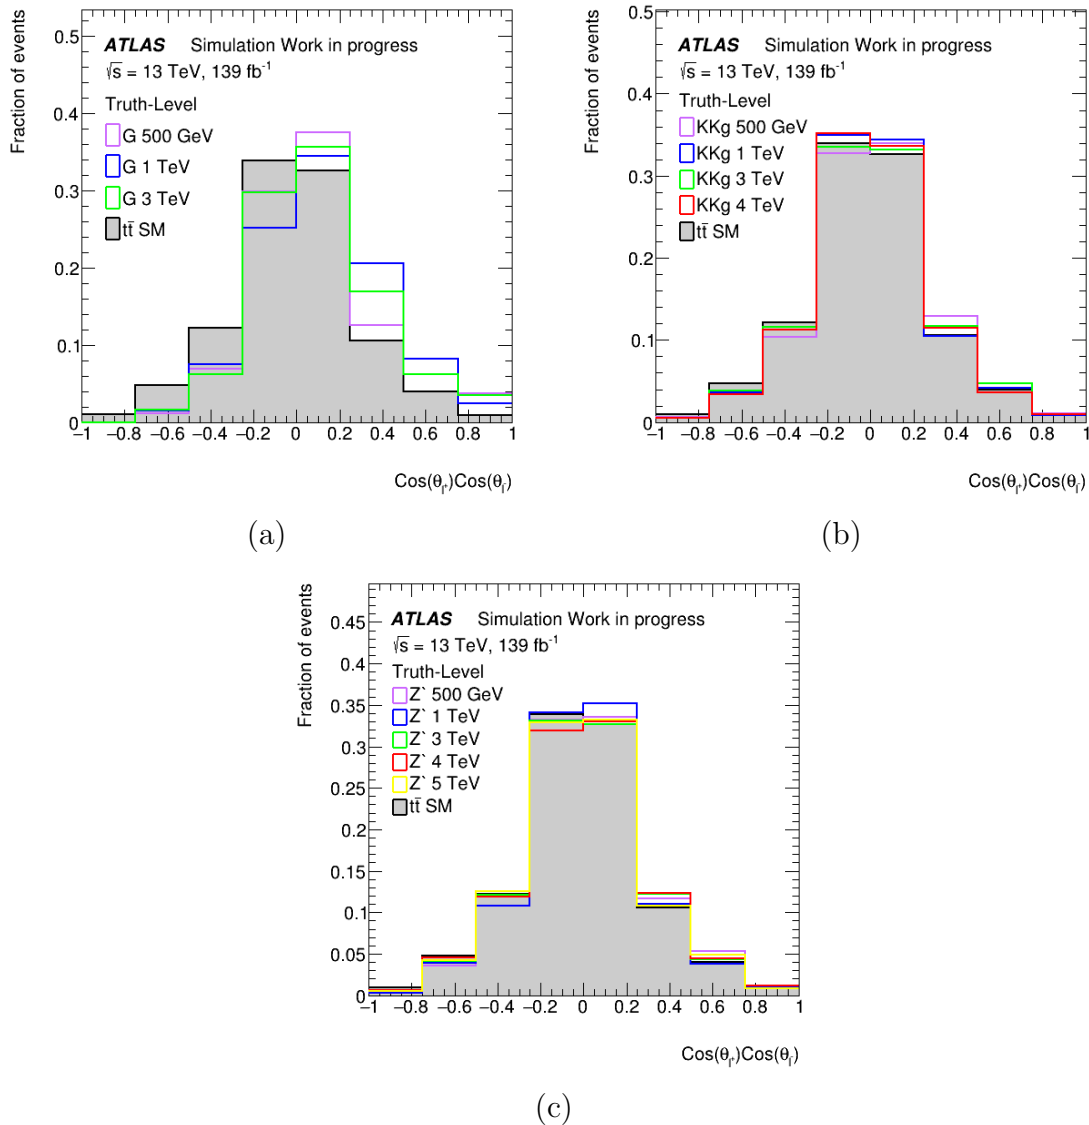 Fraction of events
0.5
0.4
0.3
0.2
0.1
0
ATLAS Simulation Work in progress
√s = 13 TeV, 139 fb⁻¹
Truth-Level
G 500 GeV
G 1 TeV
G 3 TeV
tt̄ SM
−1 −0.8 −0.6 −0.4 −0.2 0 0.2 0.4 0.6 0.8 1
Cos(θ_l⁺)Cos(θ_l⁻)
(a)
Fraction of events
0.5
0.4
0.3
0.2
0.1
0
ATLAS Simulation Work in progress
√s = 13 TeV, 139 fb⁻¹
Truth-Level
KKg 500 GeV
KKg 1 TeV
KKg 3 TeV
KKg 4 TeV
tt̄ SM
−1 −0.8 −0.6 −0.4 −0.2 0 0.2 0.4 0.6 0.8 1
Cos(θ_l⁺)Cos(θ_l⁻)
(b)
Fraction of events
0.45
0.4
0.35
0.3
0.25
0.2
0.15
0.1
0.05
0
ATLAS Simulation Work in progress
√s = 13 TeV, 139 fb⁻¹
Truth-Level
Z` 500 GeV
Z` 1 TeV
Z` 3 TeV
Z` 4 TeV
Z` 5 TeV
tt̄ SM
−1 −0.8 −0.6 −0.4 −0.2 0 0.2 0.4 0.6 0.8 1
Cos(θ_l⁺)Cos(θ_l⁻)
(c)